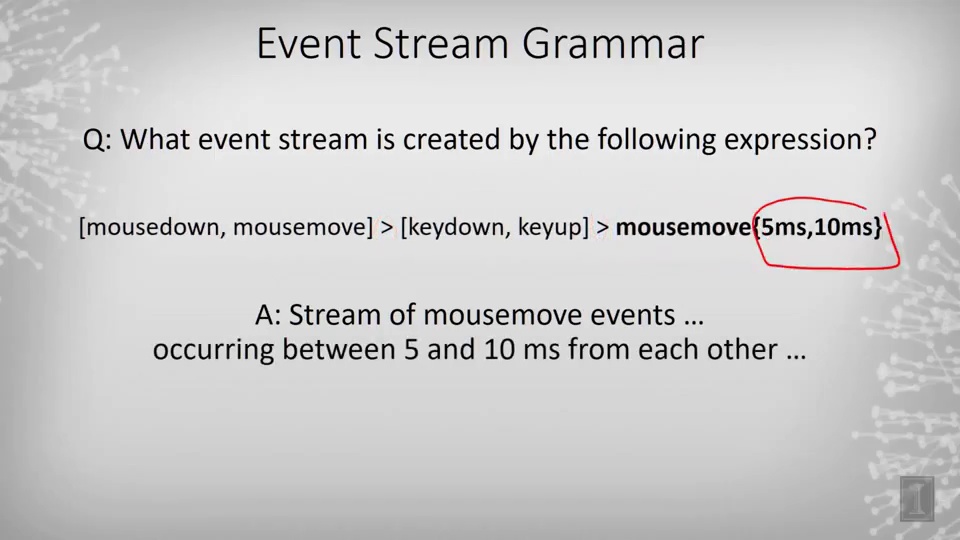 Event Stream Grammar
Q: What event stream is created by the following expression?
[mousedown, mousemove] > [keydown, keyup] > mousemove{5ms,10ms}
A: Stream of mousemove events …
occurring between 5 and 10 ms from each other …
1